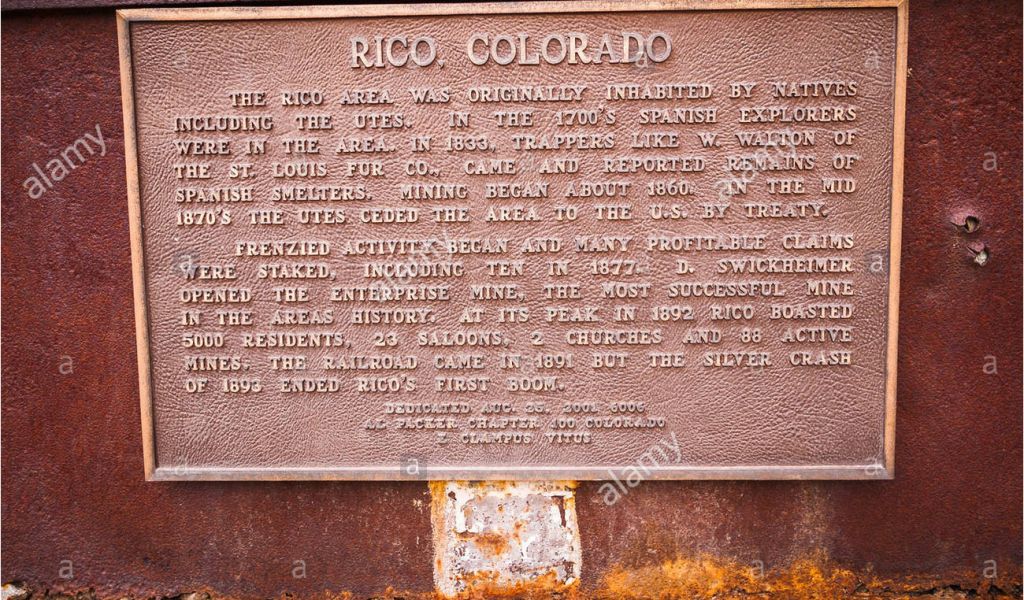 RICO, COLORADO
THE RICO AREA WAS ORIGINALLY INHABITED BY NATIVES
INCLUDING THE UTES. IN THE 1700'S SPANISH EXPLORERS
WERE IN THE AREA. IN 1833, TRAPPERS LIKE W. WALTON OF
THE ST. LOUIS FUR CO., CAME AND REPORTED REMAINS OF
SPANISH SMELTERS. MINING BEGAN ABOUT 1860. IN THE MID
1870'S THE UTES CEDED THE AREA TO THE U.S. BY TREATY.
FRENZIED ACTIVITY BEGAN AND MANY PROFITABLE CLAIMS
WERE STAKED, INCLUDING TEN IN 1877. D. SWICKHEIMER
OPENED THE ENTERPRISE MINE, THE MOST SUCCESSFUL MINE
IN THE AREAS HISTORY. AT ITS PEAK IN 1892 RICO BOASTED
5000 RESIDENTS, 23 SALOONS, 2 CHURCHES AND 88 ACTIVE
MINES. THE RAILROAD CAME IN 1891 BUT THE SILVER CRASH
OF 1893 ENDED RICO'S FIRST BOOM.
DEDICATED AUG. 25, 2001, 6006
AL PACKER CHAPTER 100 COLORADO
E CLAMPUS VITUS
alamy
alamy
alamy
alamy